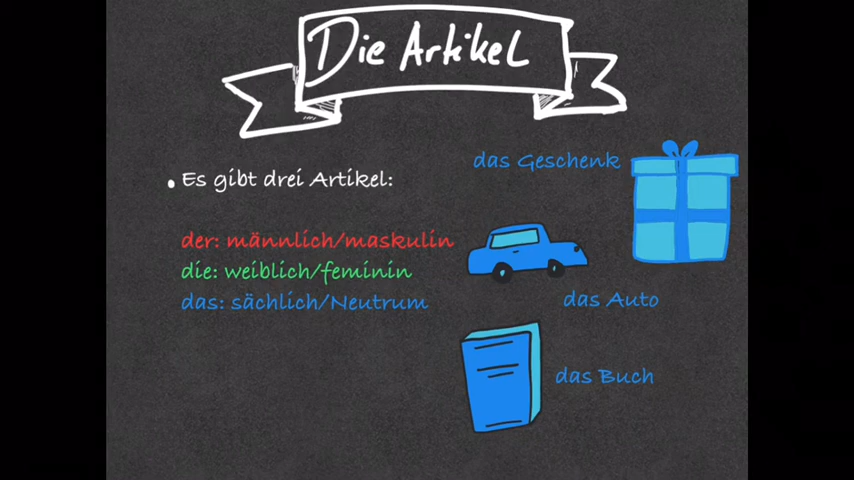 Die Artikel
• Es gibt drei Artikel:
der: männlich/maskulin
die: weiblich/feminin
das: sächlich/Neutrum
das Geschenk
das Auto
das Buch